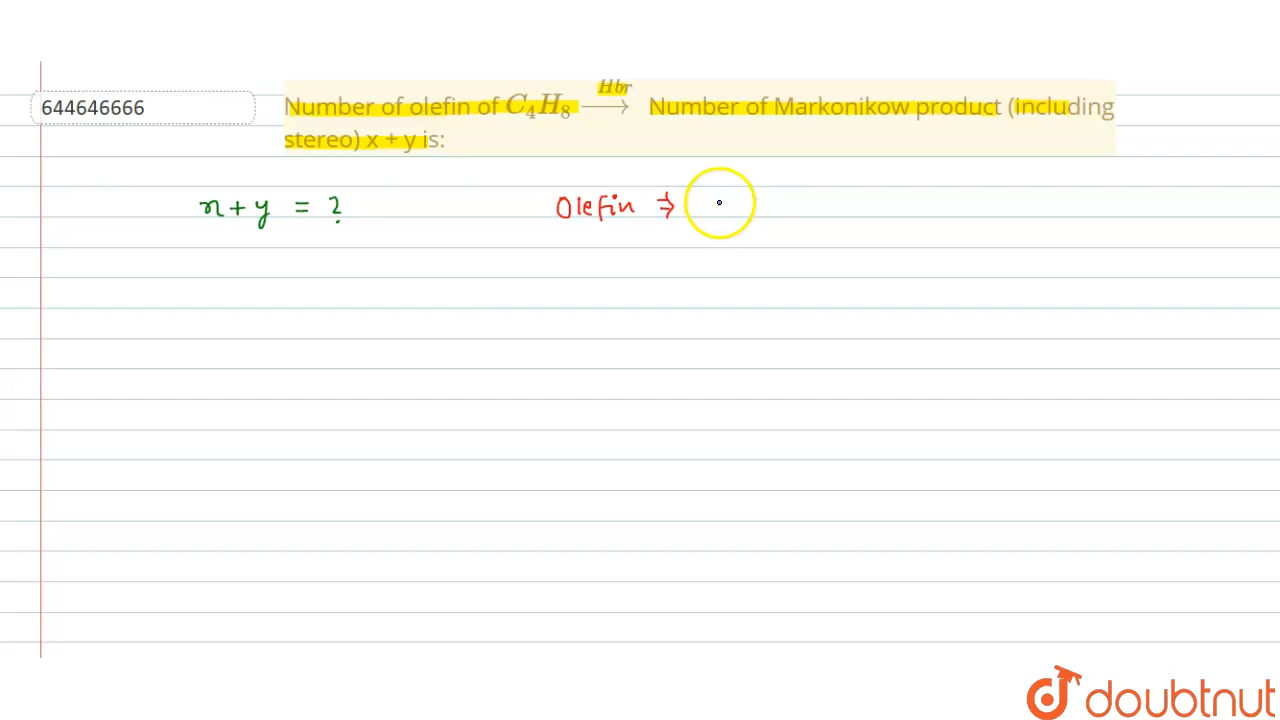 Hbr
644646666 Number of olefin of C₄H₈ ⟶ Number of Markonikow product (including
stereo) x + y is:
x + y = ? Olefin ⇒
doubtnut